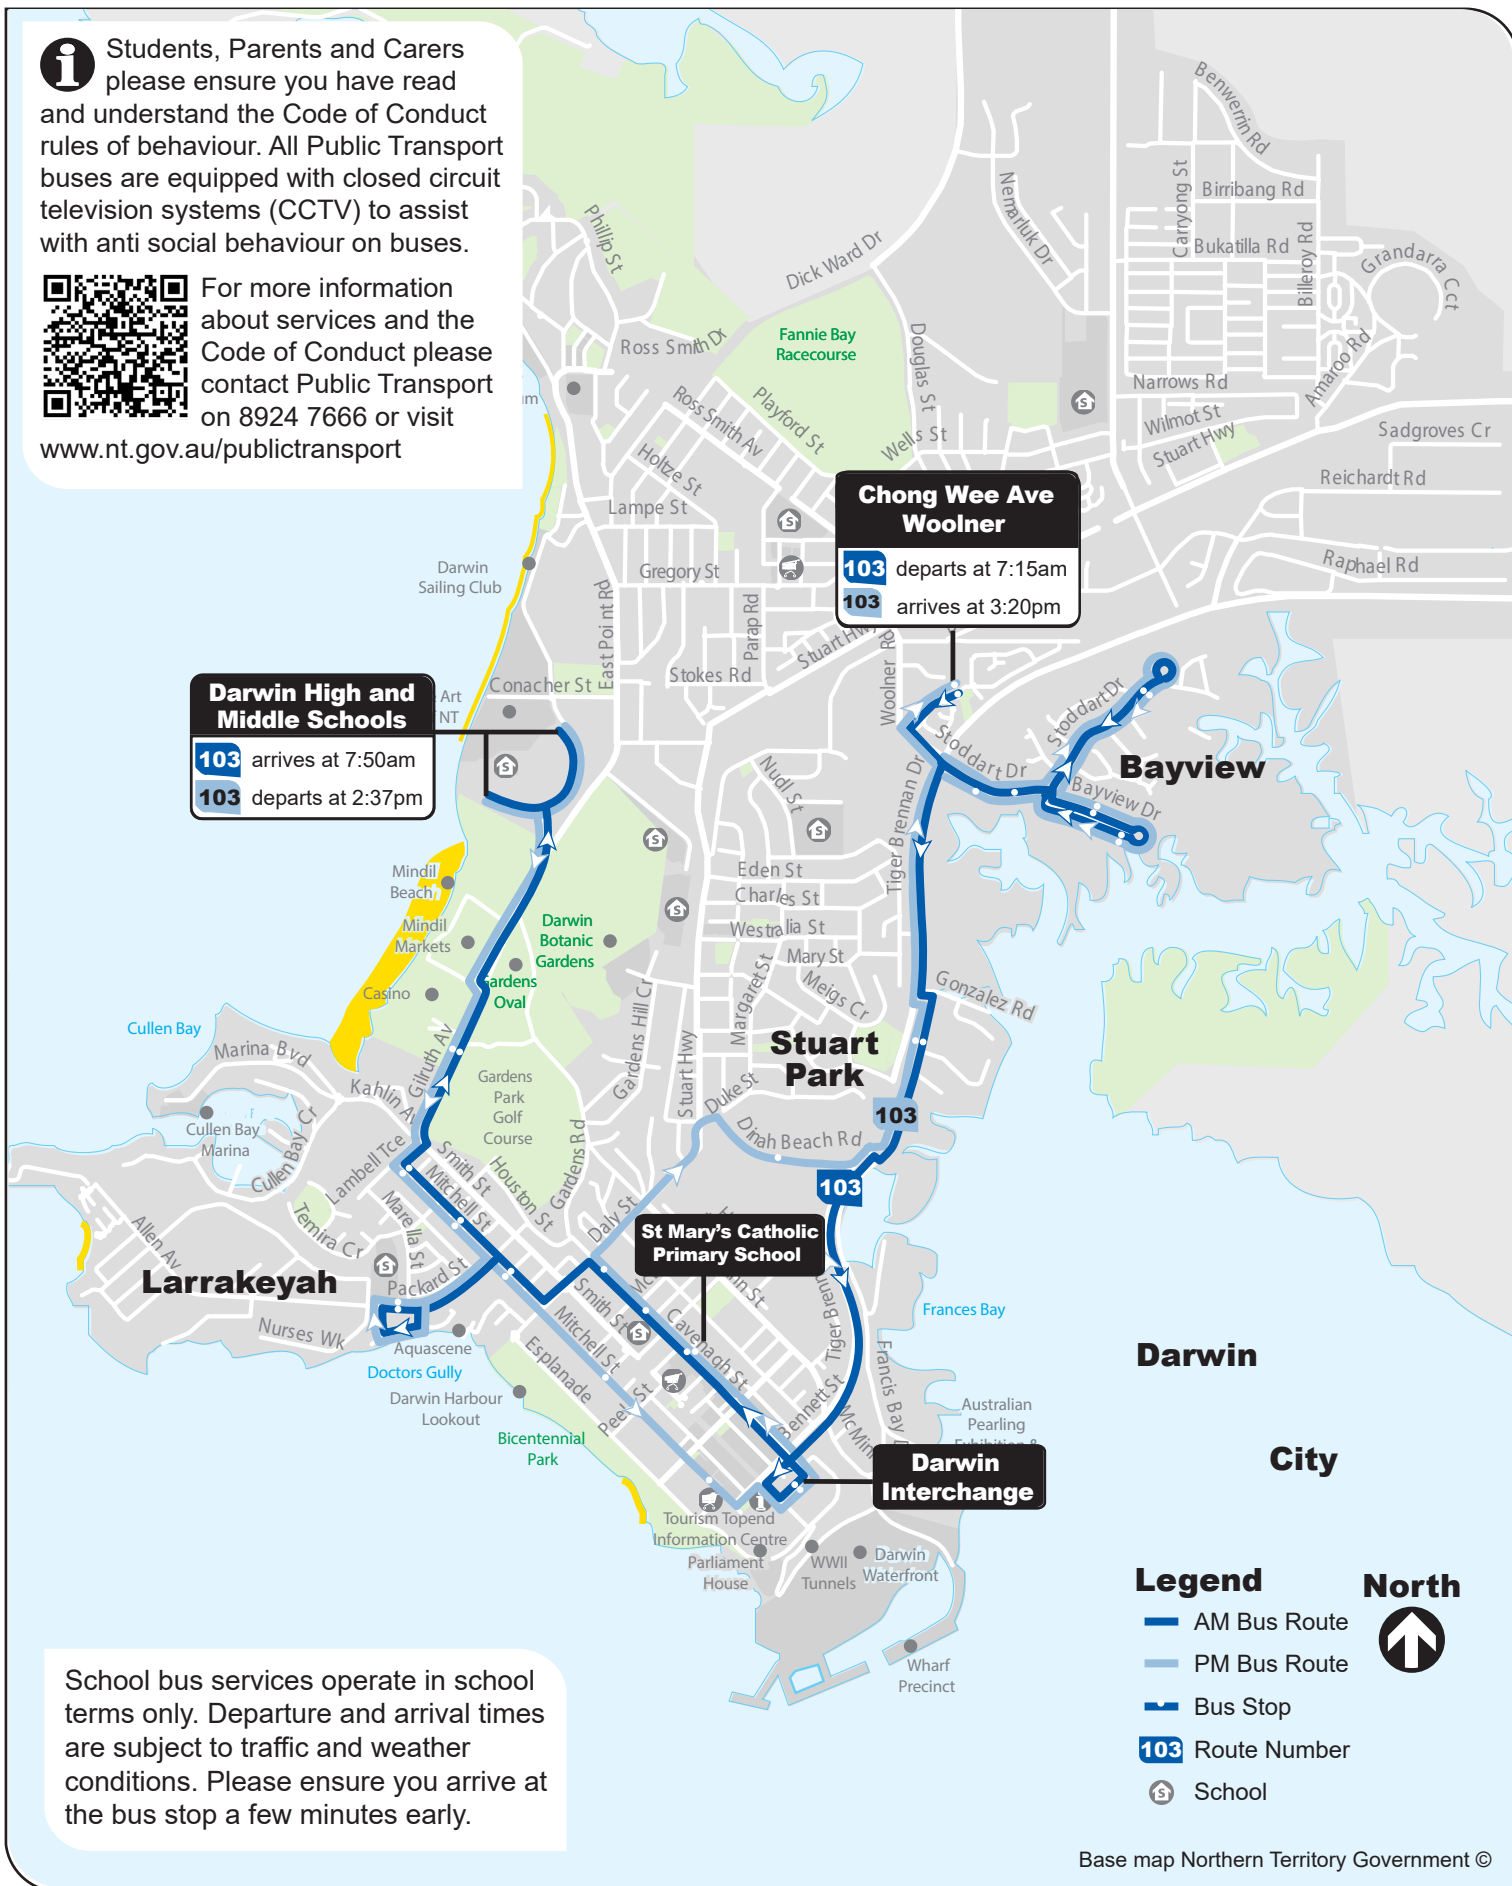 Students, Parents and Carers
please ensure you have read
and understand the Code of Conduct
rules of behaviour. All Public Transport
buses are equipped with closed circuit
television systems (CCTV) to assist
with anti social behaviour on buses.
For more information
about services and the
Code of Conduct please
contact Public Transport
on 8924 7666 or visit
www.nt.gov.au/publictransport
Benwerrin Rd
Birribang Rd
Carryong St
Bukatilla Rd
Billeroy Rd
Grandarra Cct
Nemarluk Dr
Phillip St
Dick Ward Dr
Ross Smith Dr
Fannie Bay
Racecourse
Douglas St
Narrows Rd
Amaroo Rd
Wilmot St
Stuart Hwy
Sadgroves Cr
Reichardt Rd
Raphael Rd
Ross Smith Av
Playford St
Wells St
Holtze St
Lampe St
Gregory St
Darwin
Sailing Club
East Point Rd
Parap Rd
Stuart Hwy
Stokes Rd
Conacher St
Art
NT
Chong Wee Ave
Woolner
103 departs at 7:15am
103 arrives at 3:20pm
Woolner Rd
Darwin High and
Middle Schools
103 arrives at 7:50am
103 departs at 2:37pm
Stoddart Dr
Stoddart Dr
Bayview
Bayview Dr
Nudl St
Tiger Brennan Dr
Eden St
Charles St
Westralia St
Mary St
Meigs Cr
Margaret St
Gonzalez Rd
Stuart
Park
Mindil
Beach
Mindil
Markets
Casino
Darwin
Botanic
Gardens
ardens
Oval
Cullen Bay
Marina Bvd
Kahlin Av
Gilruth Av
Gardens
Park
Golf
Course
Gardens Hill Cr
Stuart Hwy
Duke St
Dinah Beach Rd
103
103
Cullen Bay
Marina
Cullen Bay Cr
Lambell Tce
Smith St
Mitchell St
Houston St
Gardens Rd
Daly St
Temira Cr
Marella St
Packard St
Allen Av
Larrakeyah
Nurses Wk
Aquascene
Doctors Gully
Darwin Harbour
Lookout
Bicentennial
Park
St Mary's Catholic
Primary School
Smith St
Mitchell St
Esplanade
Peel St
Cavenagh St
Bennett St
Tiger Brenn
Frances Bay
Francis Bay
McMinn
Australian
Pearling
Exhibition &
Darwin
City
Darwin
Interchange
Tourism Topend
Information Centre
Parliament
House
WWII
Tunnels
Darwin
Waterfront
Wharf
Precinct
Legend
North
AM Bus Route
PM Bus Route
Bus Stop
103 Route Number
School
School bus services operate in school
terms only. Departure and arrival times
are subject to traffic and weather
conditions. Please ensure you arrive at
the bus stop a few minutes early.
Base map Northern Territory Government ©